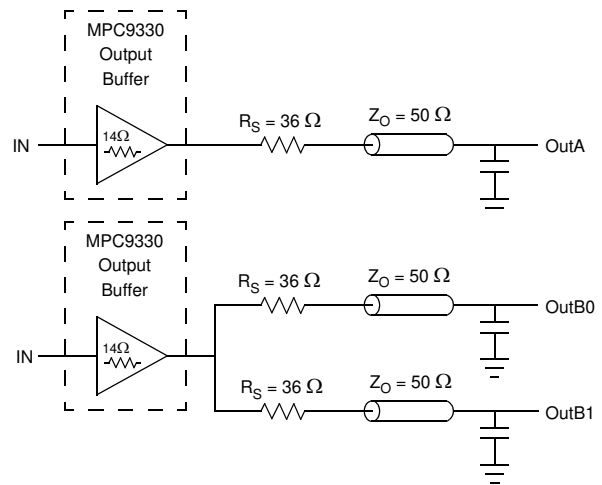 MPC9330
Output
Buffer
14Ω
IN
R_S = 36 Ω
Z_O = 50 Ω
OutA
MPC9330
Output
Buffer
14Ω
IN
R_S = 36 Ω
Z_O = 50 Ω
OutB0
R_S = 36 Ω
Z_O = 50 Ω
OutB1